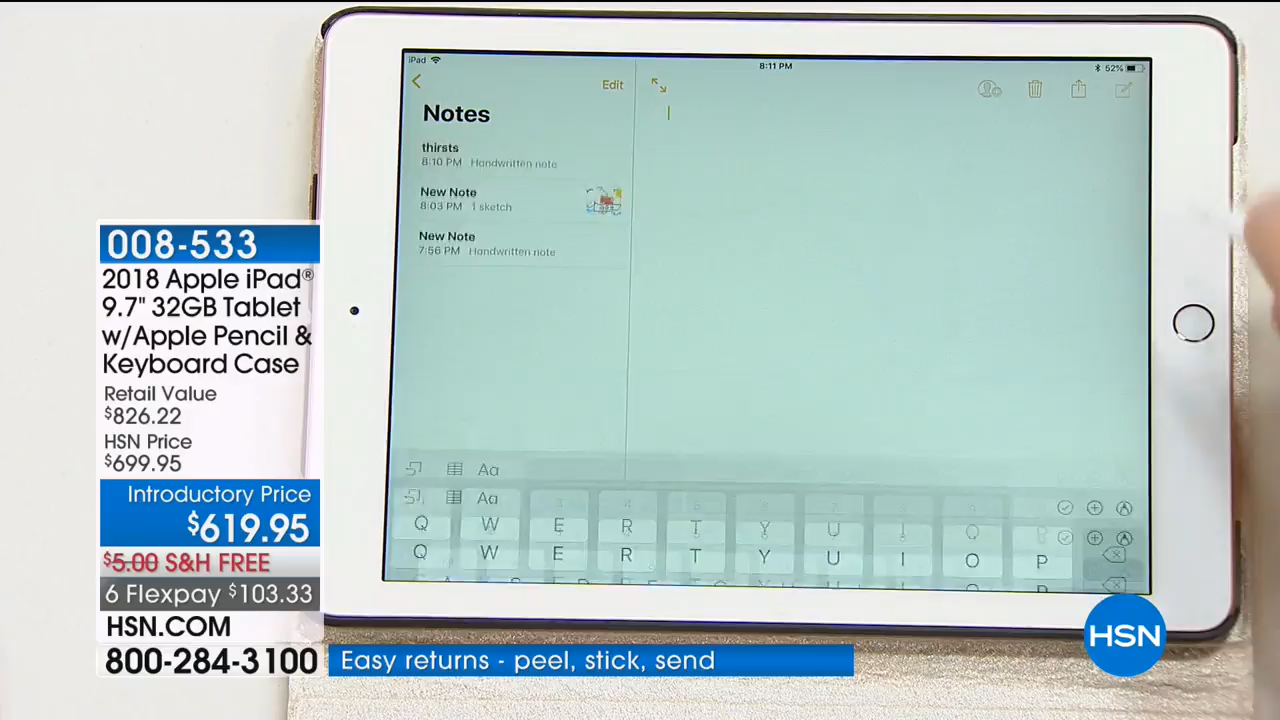 iPad
8:11 PM
52%
Edit
Notes
thirsts
8:10 PM Handwritten note
New Note
8:03 PM 1 sketch
New Note
7:56 PM Handwritten note
Aa
Aa
Q W E R T Y U I O P
Q W E R T Y U I O P
008-533
2018 Apple iPad®
9.7" 32GB Tablet
w/Apple Pencil &
Keyboard Case
Retail Value
$826.22
HSN Price
$699.95
Introductory Price
$619.95
$5.00 S&H FREE
6 Flexpay $103.33
HSN.COM
800-284-3100
Easy returns - peel, stick, send
HSN